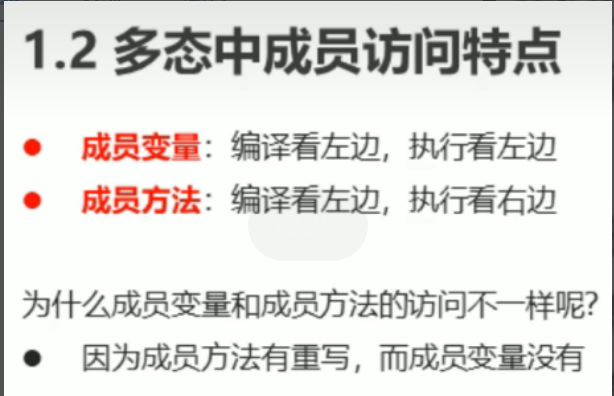 1.2 多态中成员访问特点
● 成员变量：编译看左边，执行看左边
● 成员方法：编译看左边，执行看右边
为什么成员变量和成员方法的访问不一样呢?
● 因为成员方法有重写，而成员变量没有